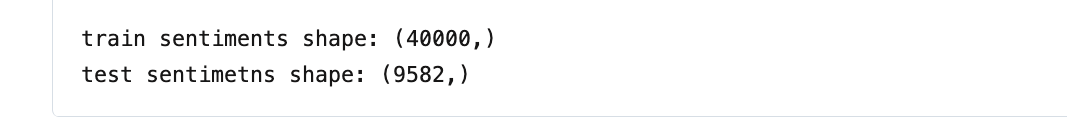 train sentiments shape: (40000,)
test sentimetns shape: (9582,)